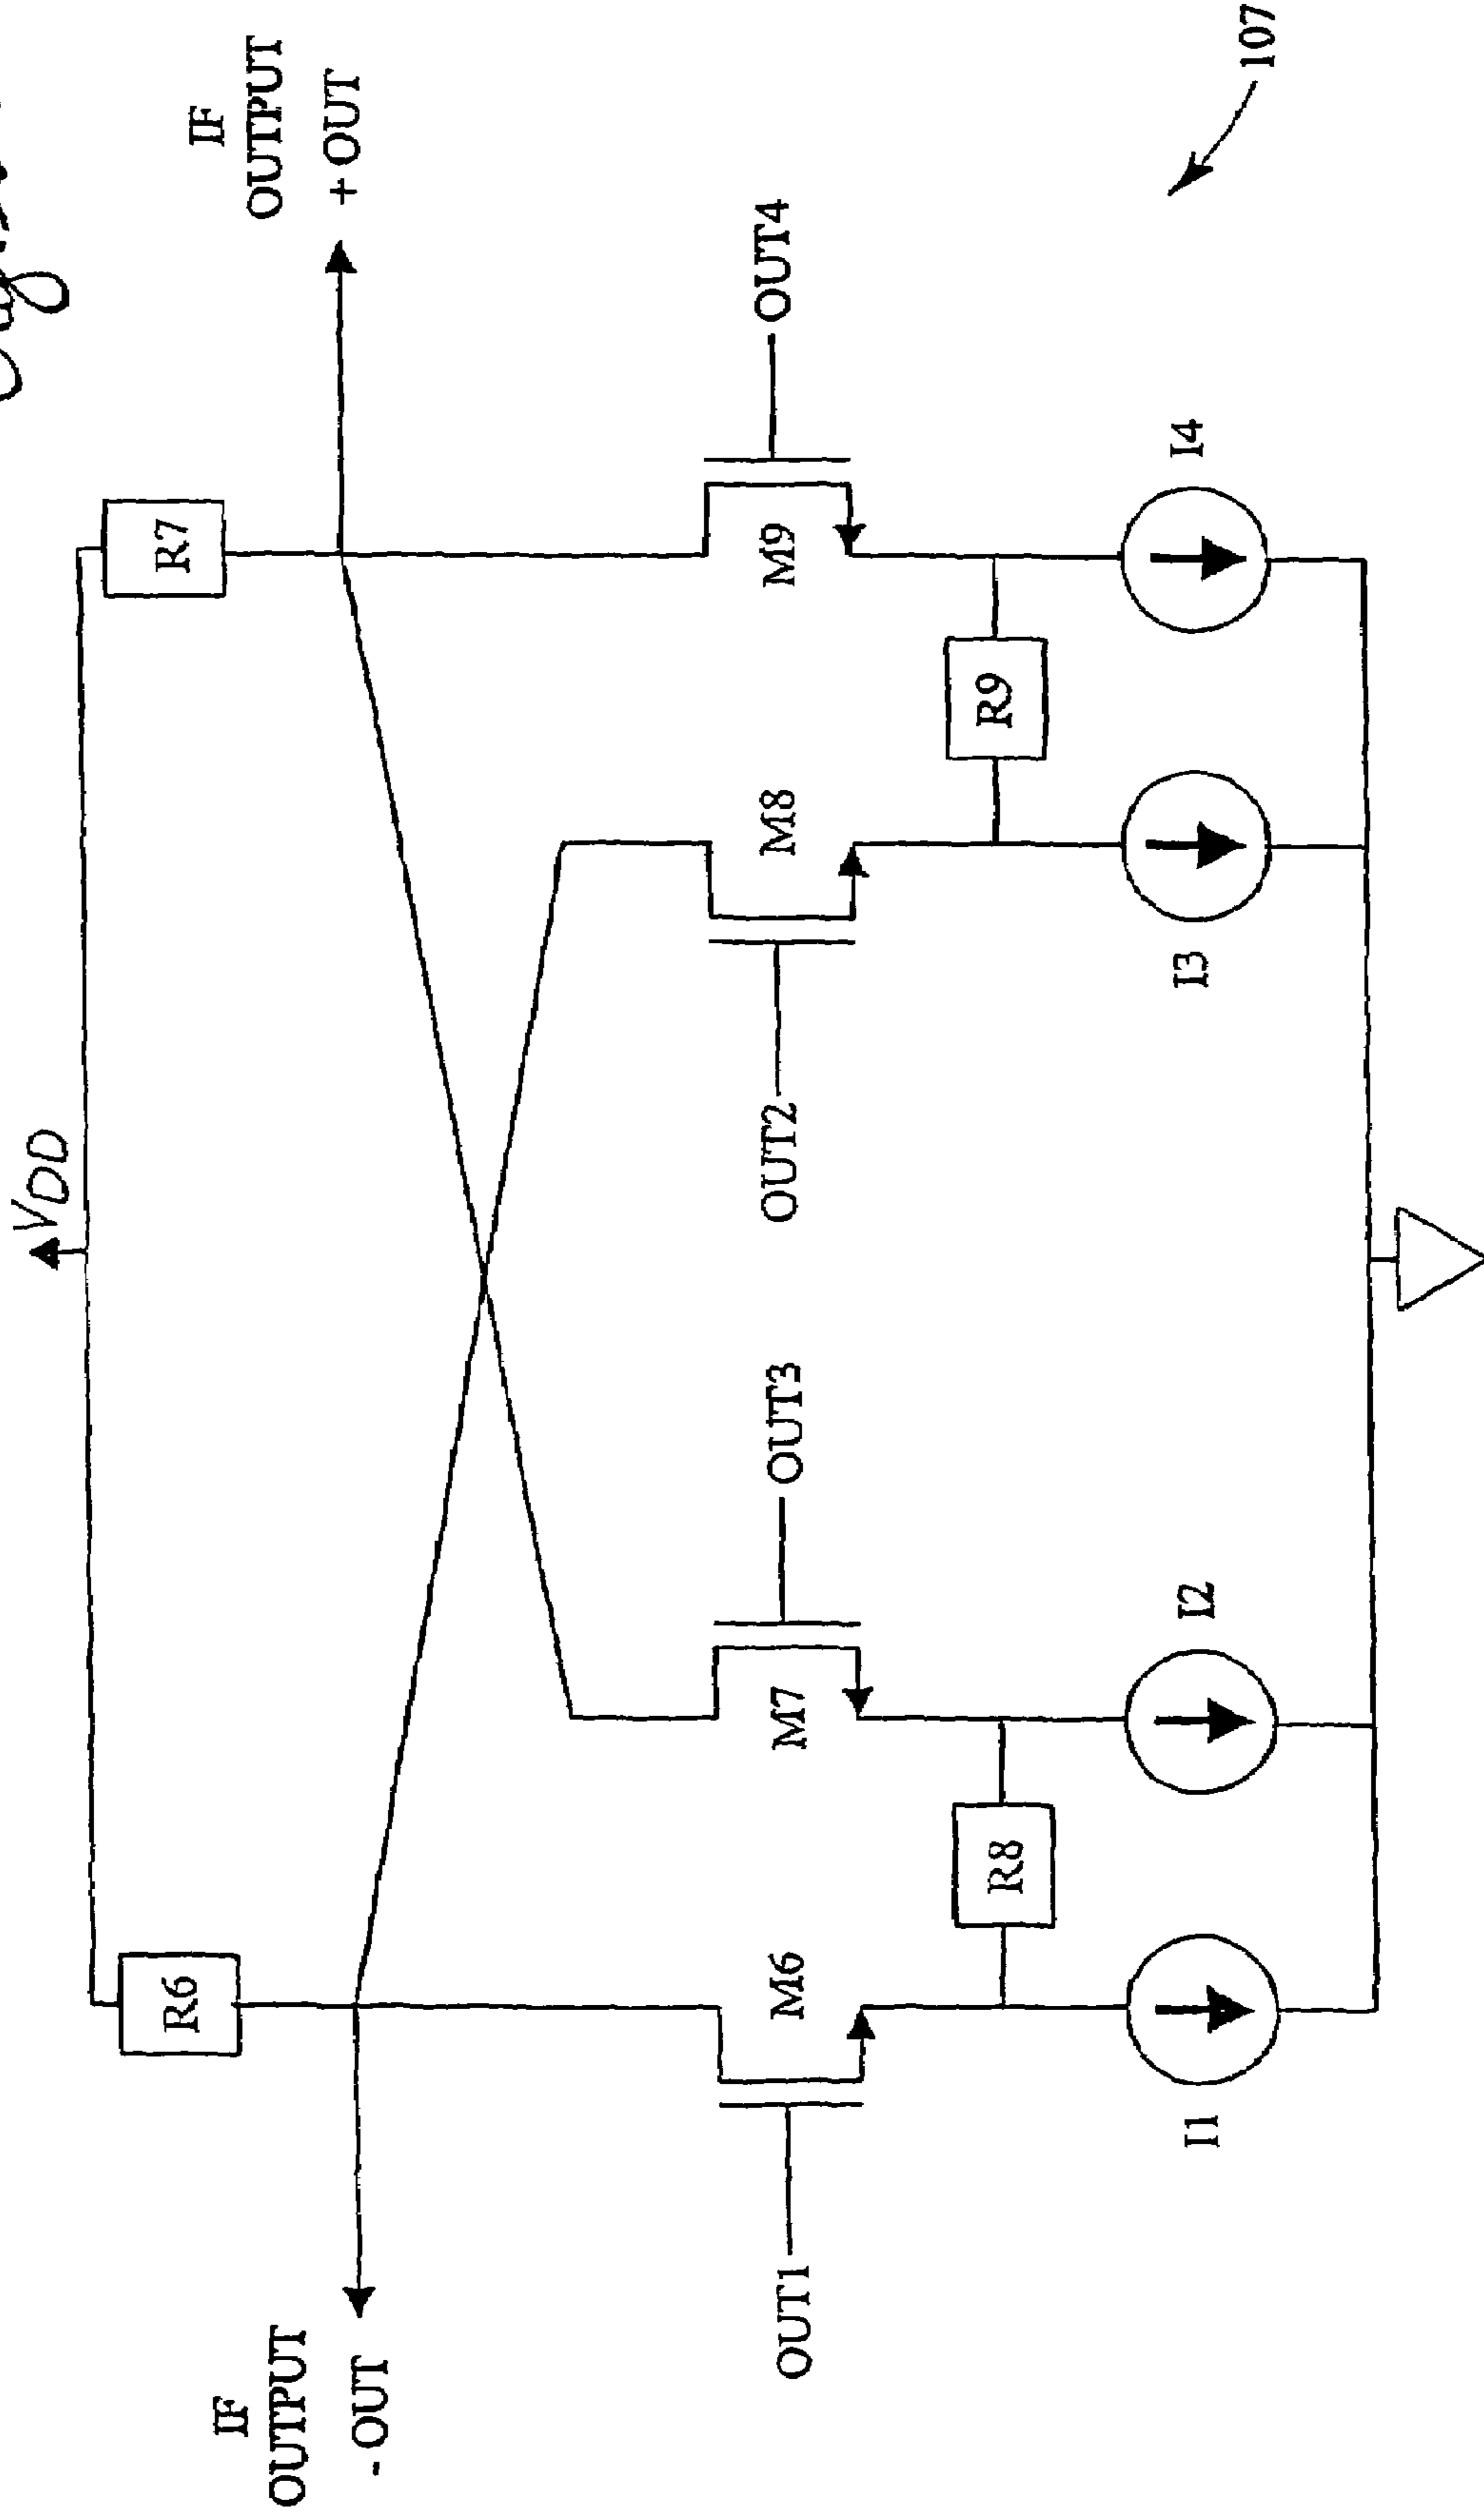 V_DD
IF
OUTPUT
- OUT
IF
OUTPUT
+ OUT
R6
R7
OUT1
M6
M7
OUT3
OUT2
M8
M9
OUT4
R8
R9
I1
I2
I3
I4
107